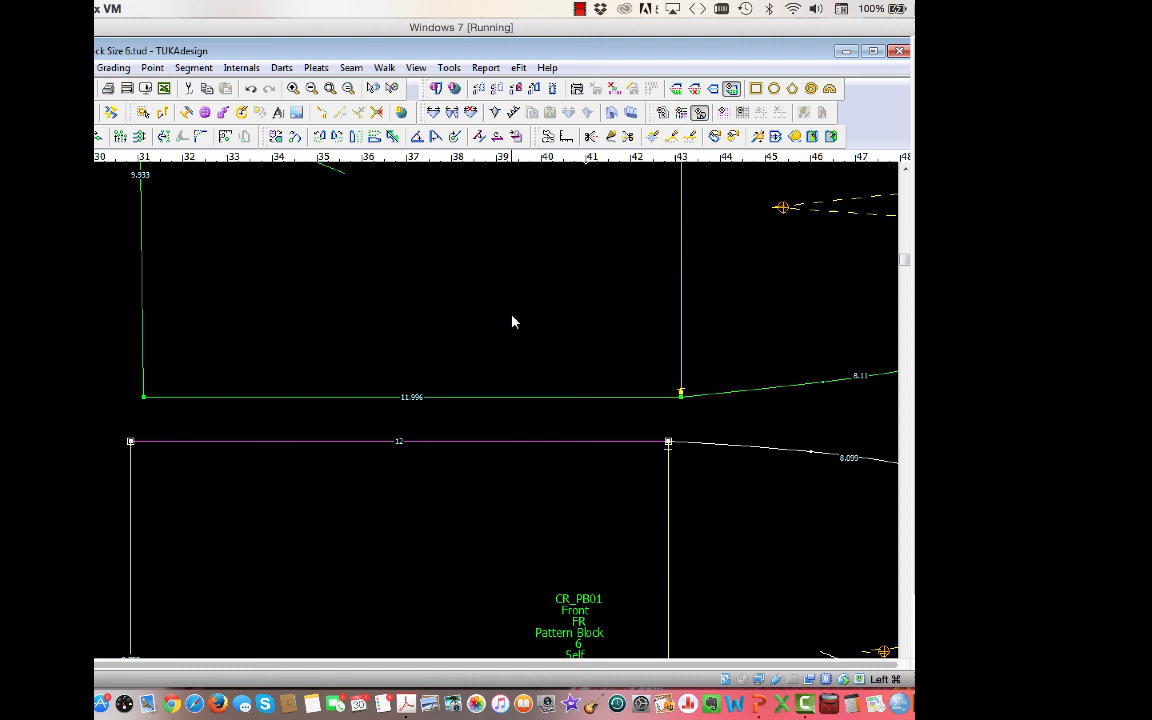 x VM
100%
Windows 7 [Running]
ck Size 6.tud - TUKAdesign
Grading Point Segment Internals Darts Pleats Seam Walk View Tools Report eFit Help
30 31 32 33 34 35 36 37 38 39 40 41 42 43 45 46 47 48
9.933
8.11
11.996
12
8.099
CR_PB01
Front
FR
Pattern Block
6
Self
Left ⌘